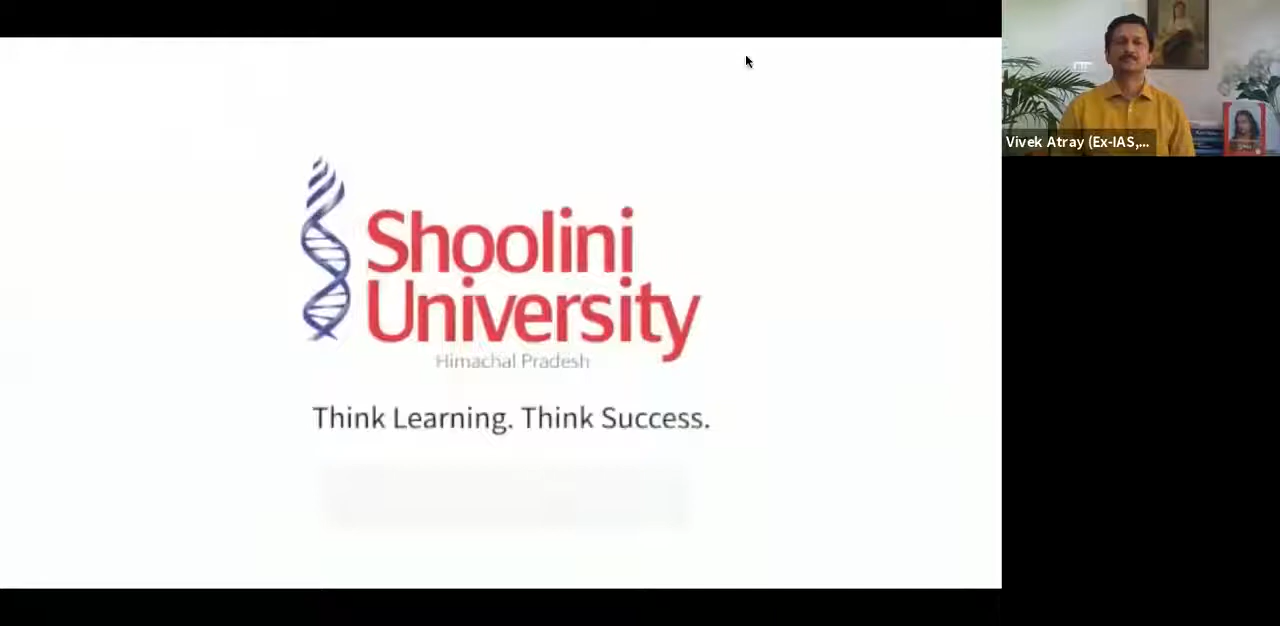 Shoolini
University
Himachal Pradesh
Think Learning. Think Success.
Vivek Atray (Ex-IAS,...